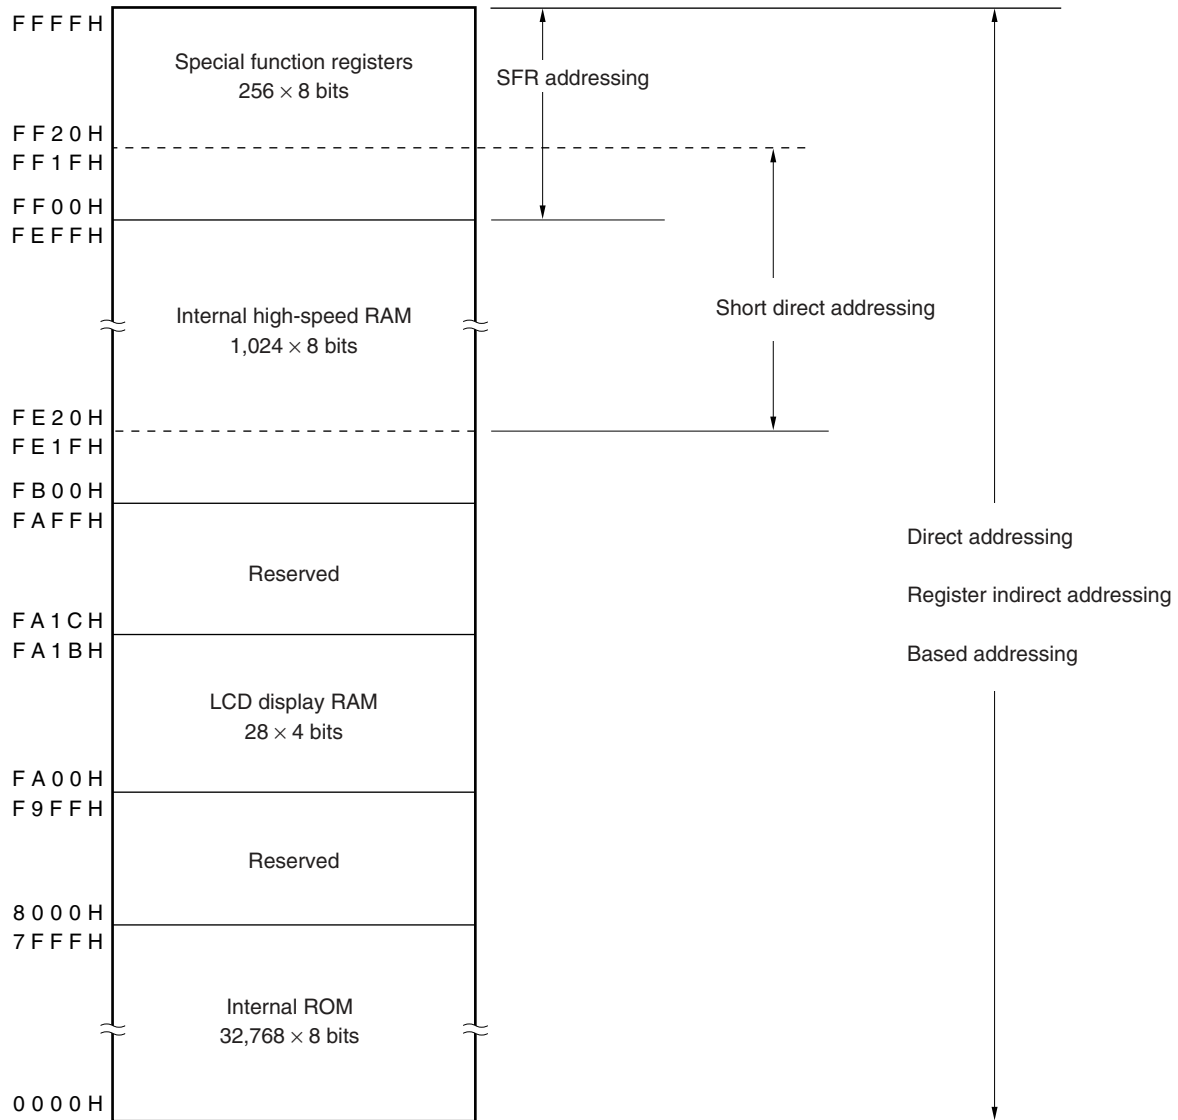 FFFFH
Special function registers
256 × 8 bits
SFR addressing
FF20H
FF1FH
FF00H
FEFFH
Internal high-speed RAM
1,024 × 8 bits
Short direct addressing
FE20H
FE1FH
FB00H
FAFFH
Direct addressing
Reserved
Register indirect addressing
FA1CH
FA1BH
Based addressing
LCD display RAM
28 × 4 bits
FA00H
F9FFH
Reserved
8000H
7FFFH
Internal ROM
32,768 × 8 bits
0000H